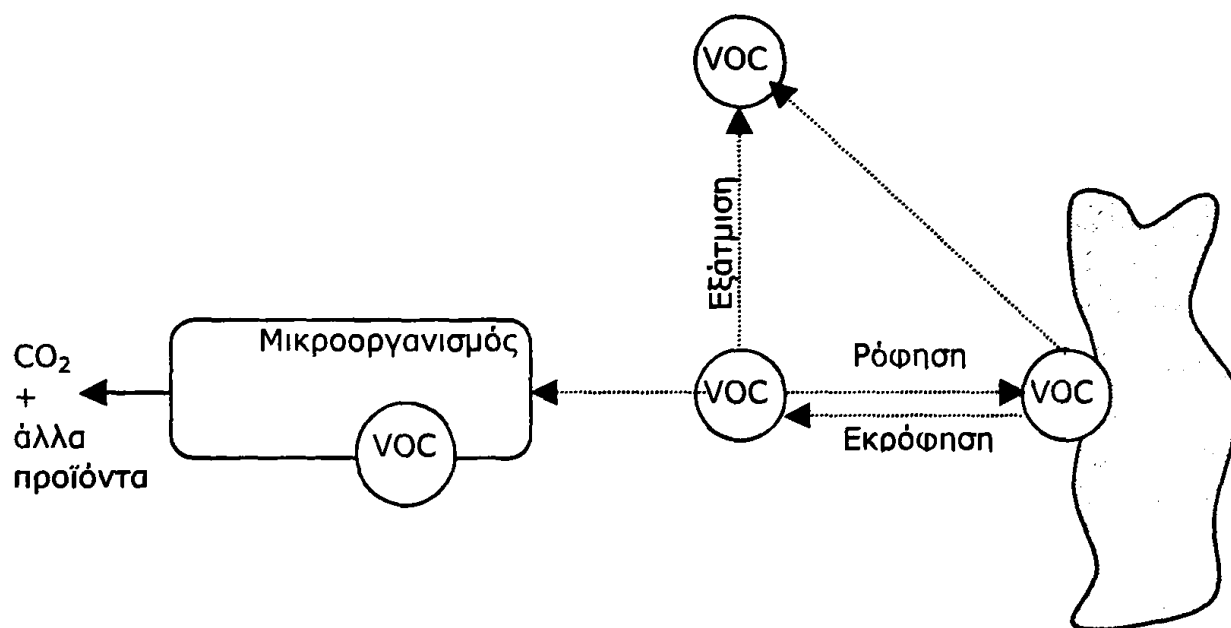 VOC
Εξάτμιση
Μικροοργανισμός
CO₂
+
άλλα
προϊόντα
VOC
VOC
Ρόφηση
Εκρόφηση
VOC